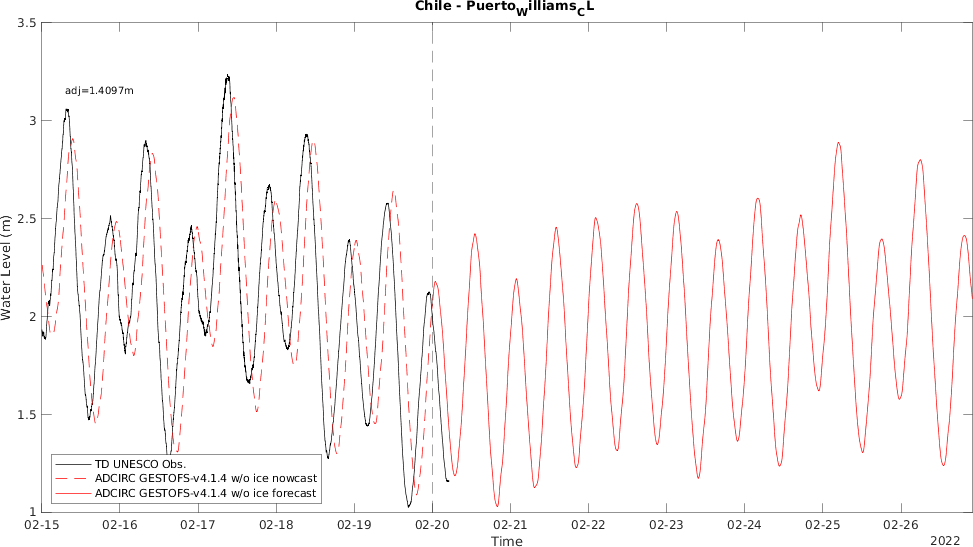 Chile - PuertoWilliamsCL
3.5
adj=1.4097m
3
2.5
Water Level (m)
2
1.5
TD UNESCO Obs.
ADCIRC GESTOFS-v4.1.4 w/o ice nowcast
ADCIRC GESTOFS-v4.1.4 w/o ice forecast
1
02-15 02-16 02-17 02-18 02-19 02-20 02-21 02-22 02-23 02-24 02-25 02-26
Time
2022